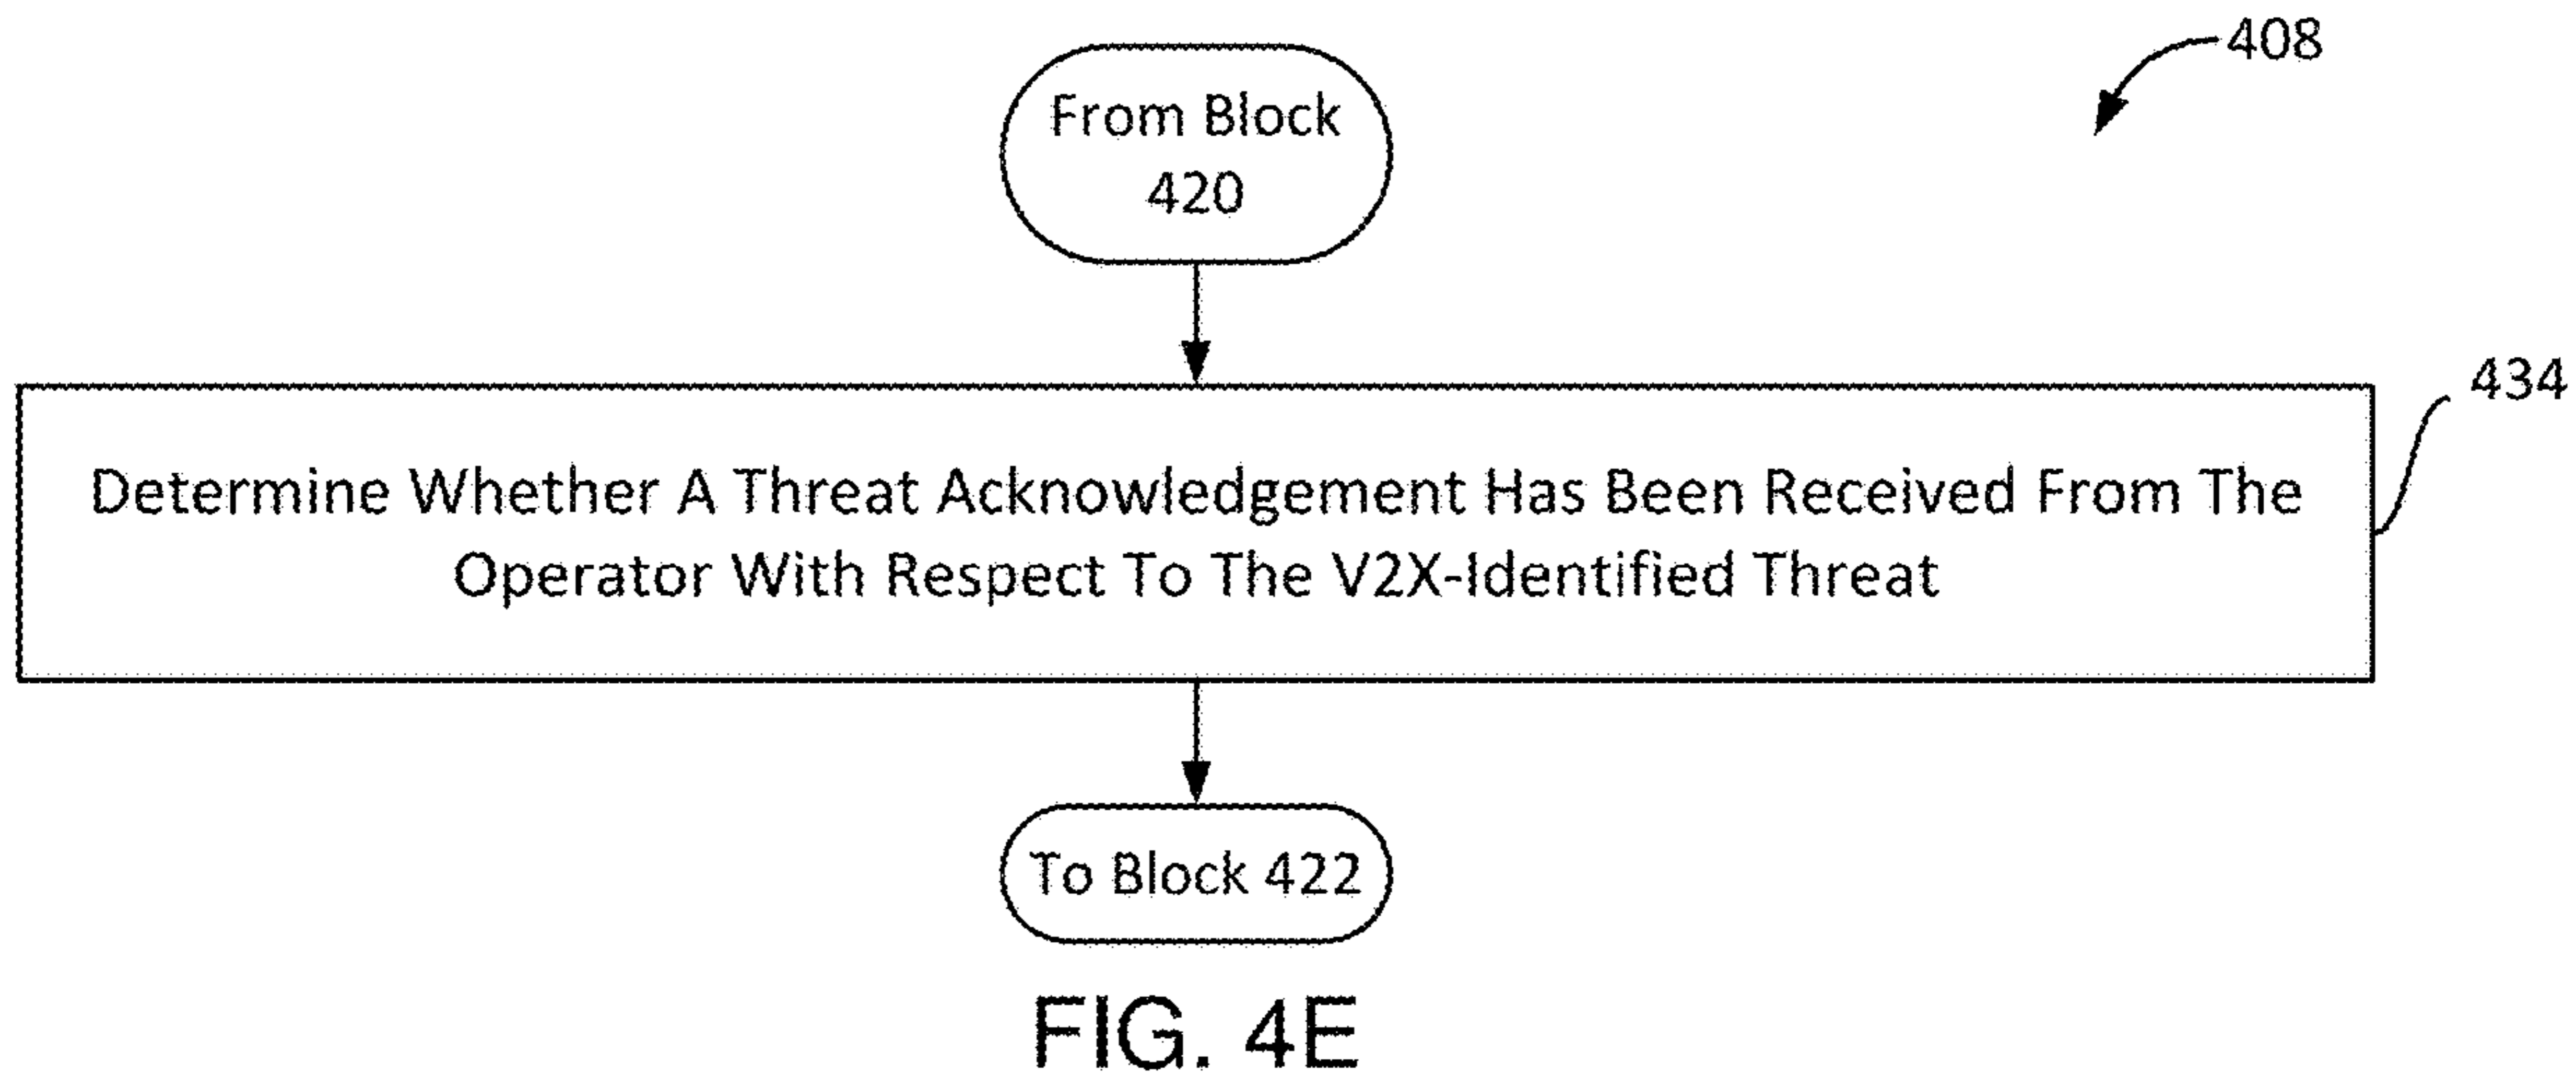 408
From Block
420
434
Determine Whether A Threat Acknowledgement Has Been Received From The
Operator With Respect To The V2X-Identified Threat
To Block 422
FIG. 4E